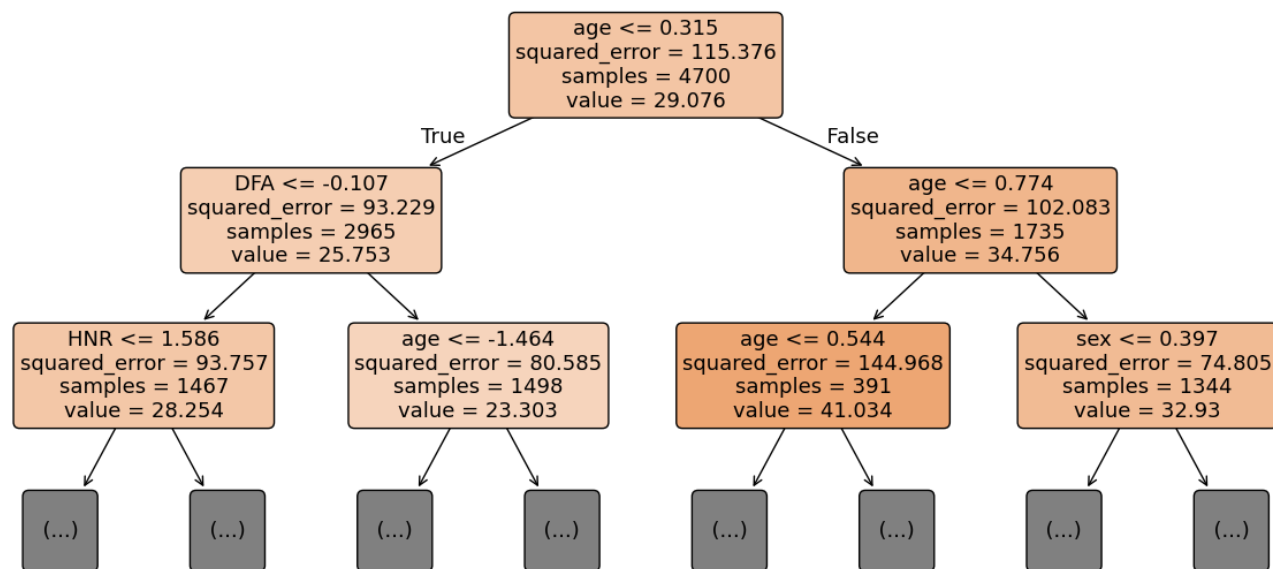 age <= 0.315
squared_error = 115.376
samples = 4700
value = 29.076
True
False
DFA <= -0.107
squared_error = 93.229
samples = 2965
value = 25.753
age <= 0.774
squared_error = 102.083
samples = 1735
value = 34.756
HNR <= 1.586
squared_error = 93.757
samples = 1467
value = 28.254
age <= -1.464
squared_error = 80.585
samples = 1498
value = 23.303
age <= 0.544
squared_error = 144.968
samples = 391
value = 41.034
sex <= 0.397
squared_error = 74.805
samples = 1344
value = 32.93
(...)
(...)
(...)
(...)
(...)
(...)
(...)
(...)